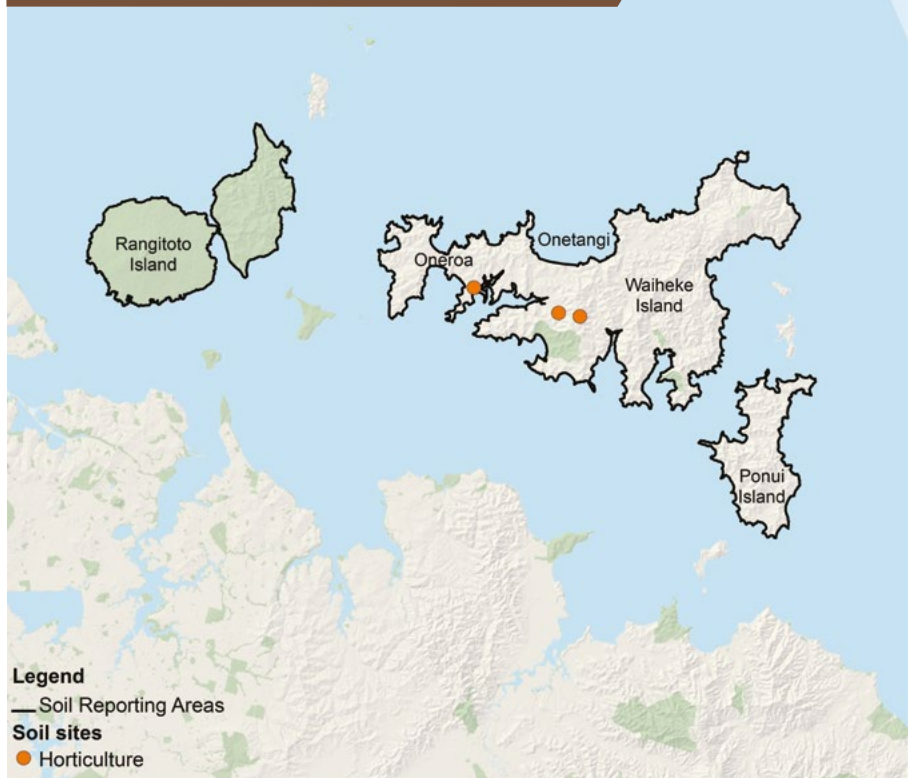 Rangitoto
Island
Oneroa
Onetangi
Waiheke
Island
Ponui
Island
Legend
Soil Reporting Areas
Soil sites
Horticulture